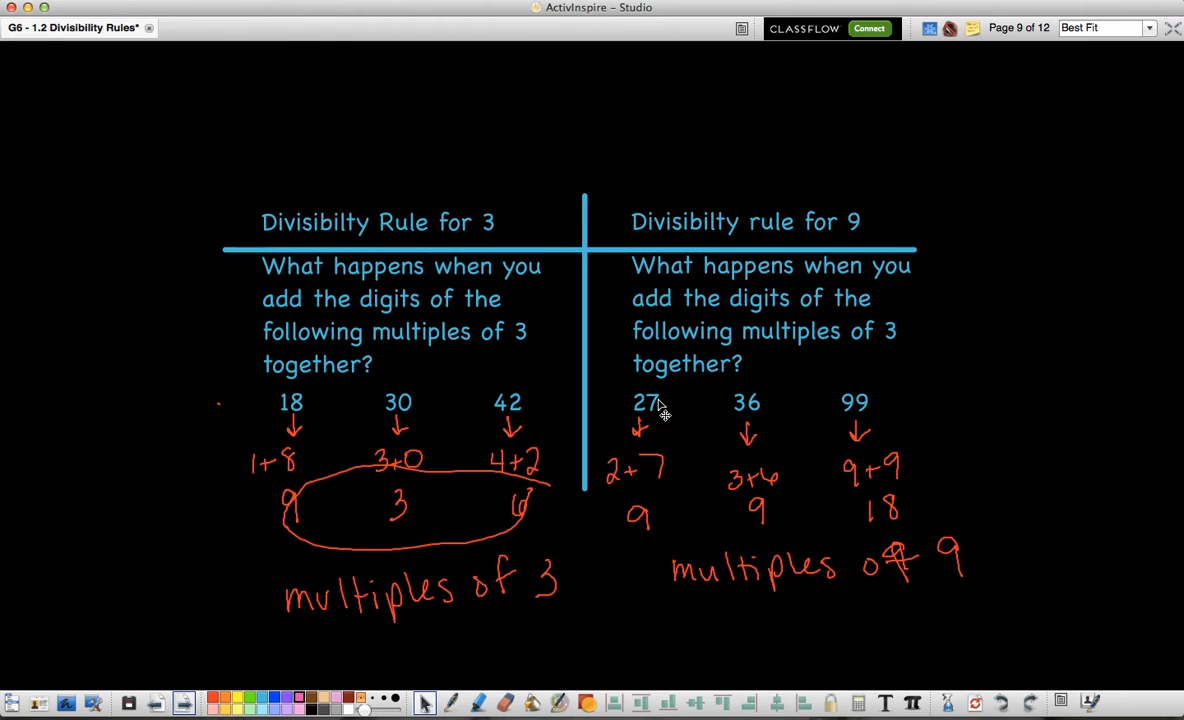 ActivInspire - Studio
G6 - 1.2 Divisibility Rules*
CLASSFLOW Connect
Page 9 of 12
Best Fit
Divisibilty Rule for 3
What happens when you
add the digits of the
following multiples of 3
together?
18 30 42
1+8 3+0 4+2
9 3 6
multiples of 3
Divisibilty rule for 9
What happens when you
add the digits of the
following multiples of 3
together?
27 36 99
2+7 3+6 9+9
9 9 18
multiples of 9